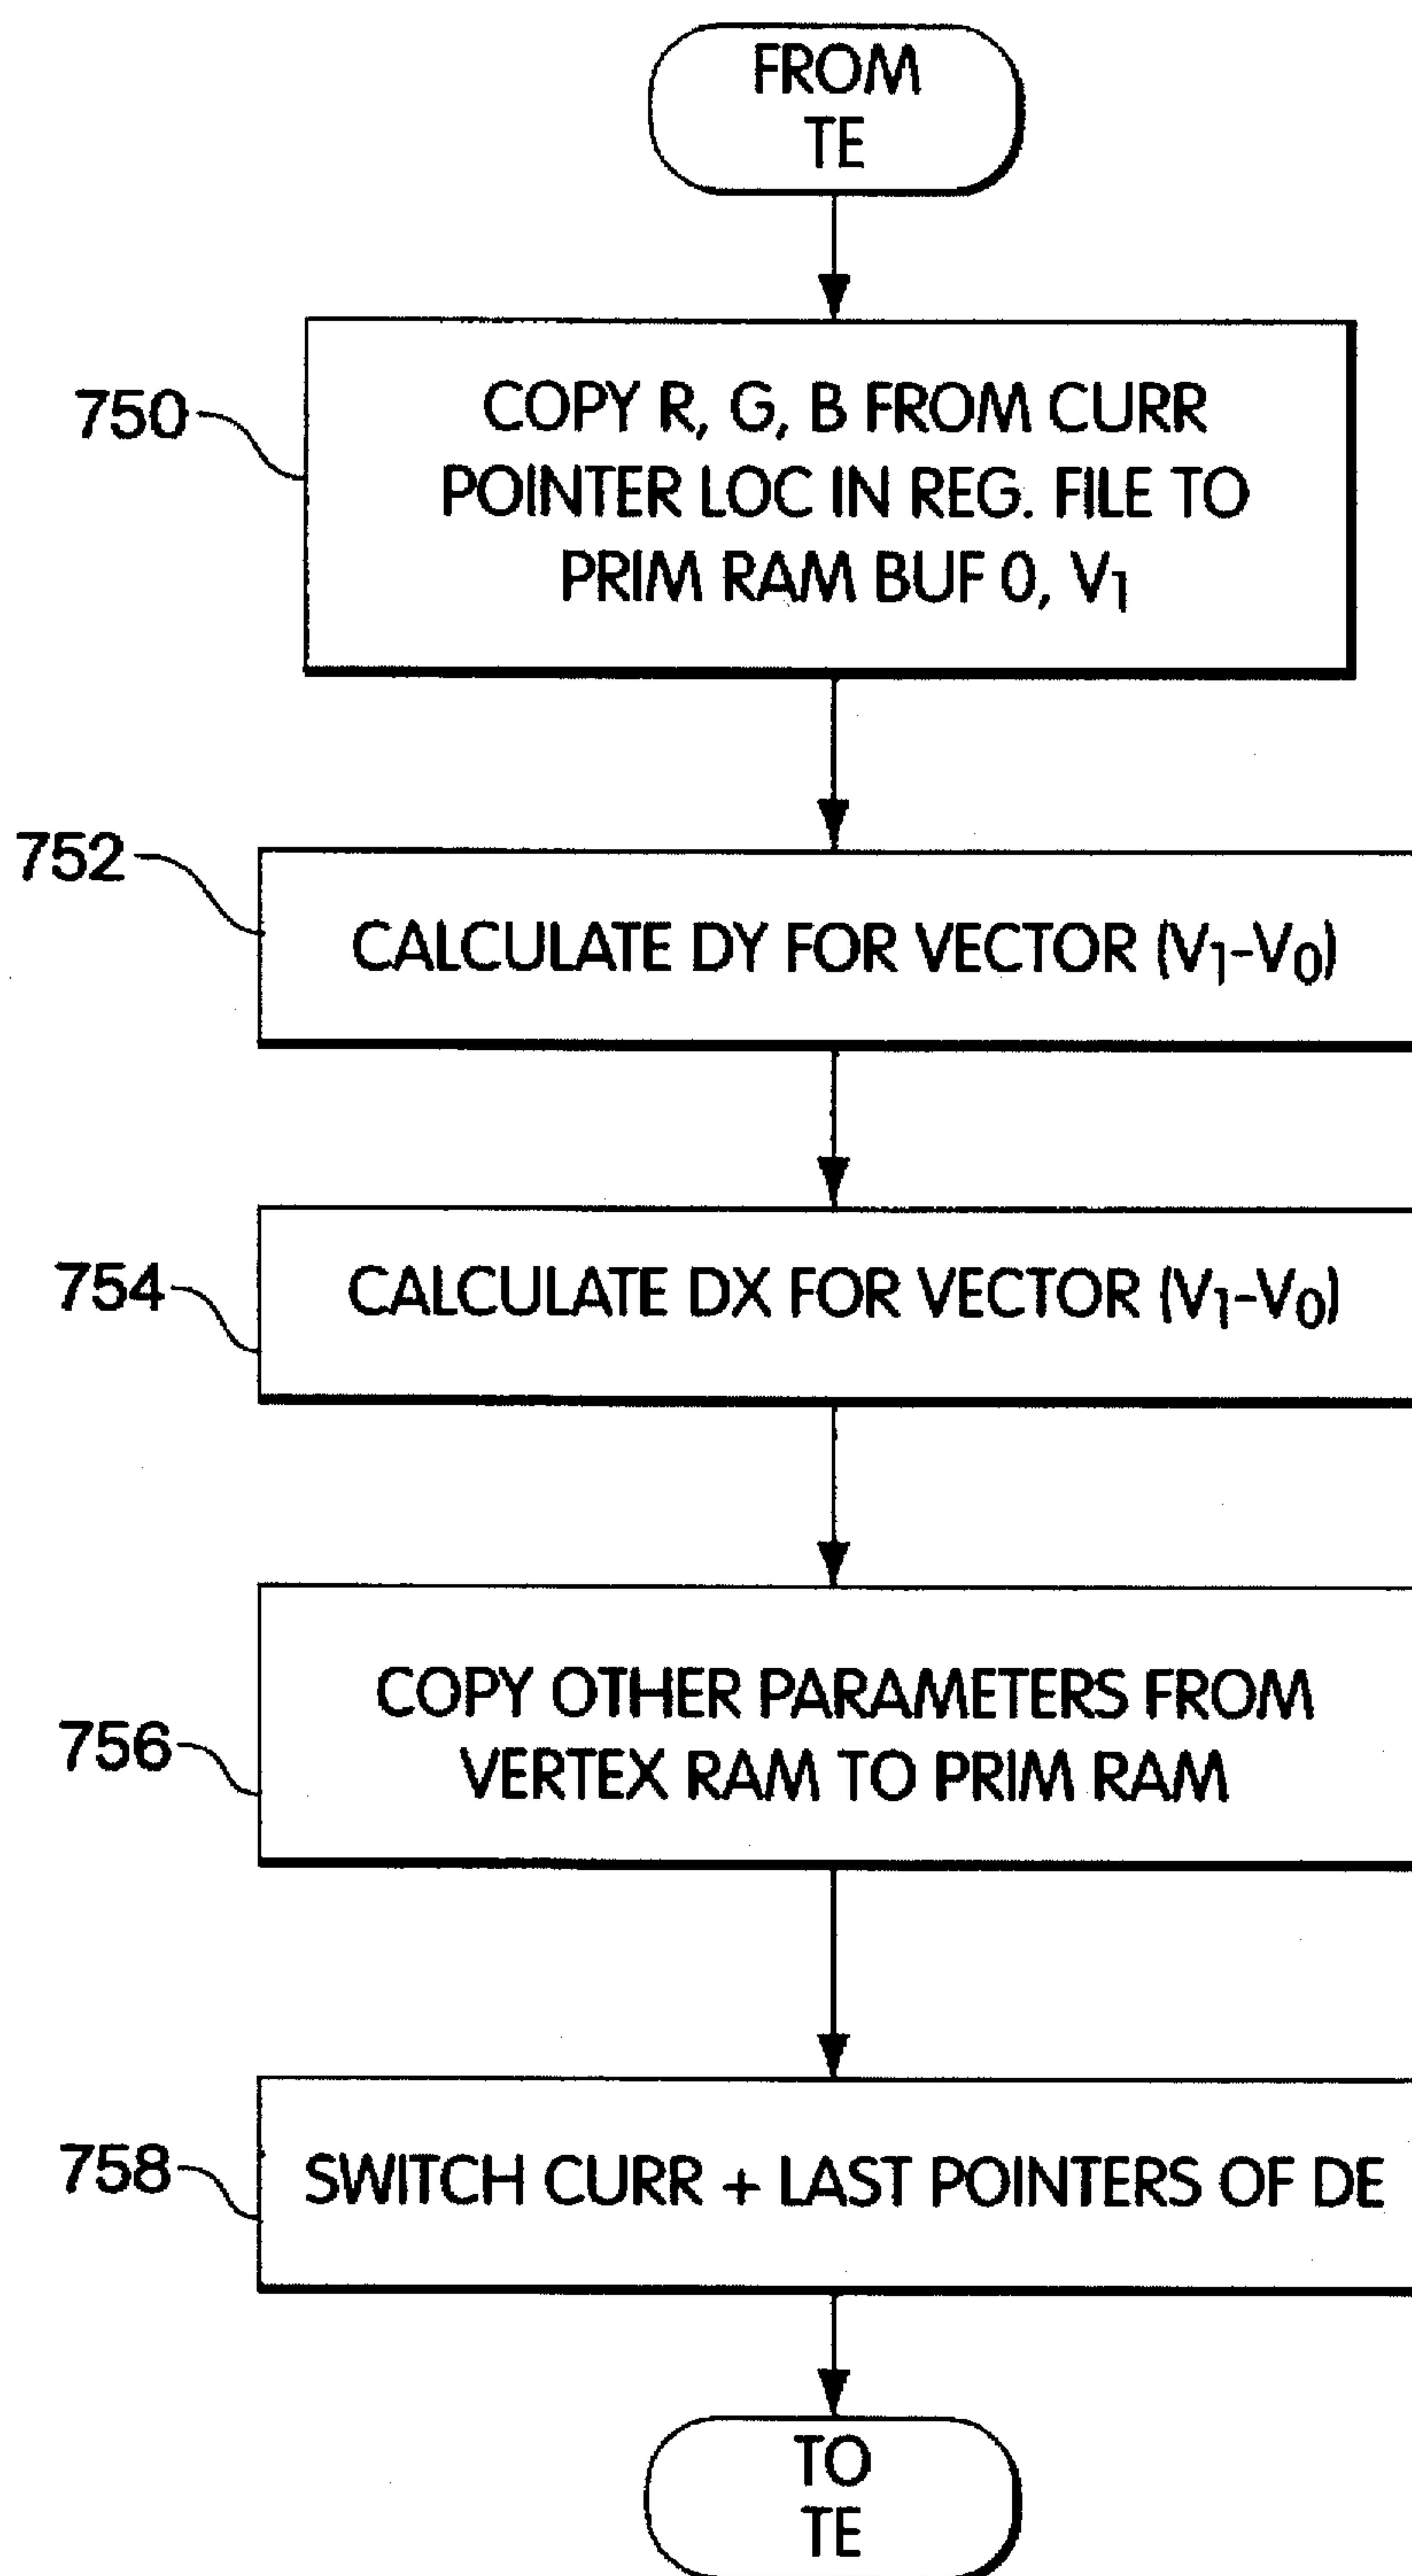 FROM
TE
750
COPY R, G, B FROM CURR
POINTER LOC IN REG. FILE TO
PRIM RAM BUF 0, V1
752
CALCULATE DY FOR VECTOR (V1-V0)
754
CALCULATE DX FOR VECTOR (V1-V0)
756
COPY OTHER PARAMETERS FROM
VERTEX RAM TO PRIM RAM
758
SWITCH CURR + LAST POINTERS OF DE
TO
TE